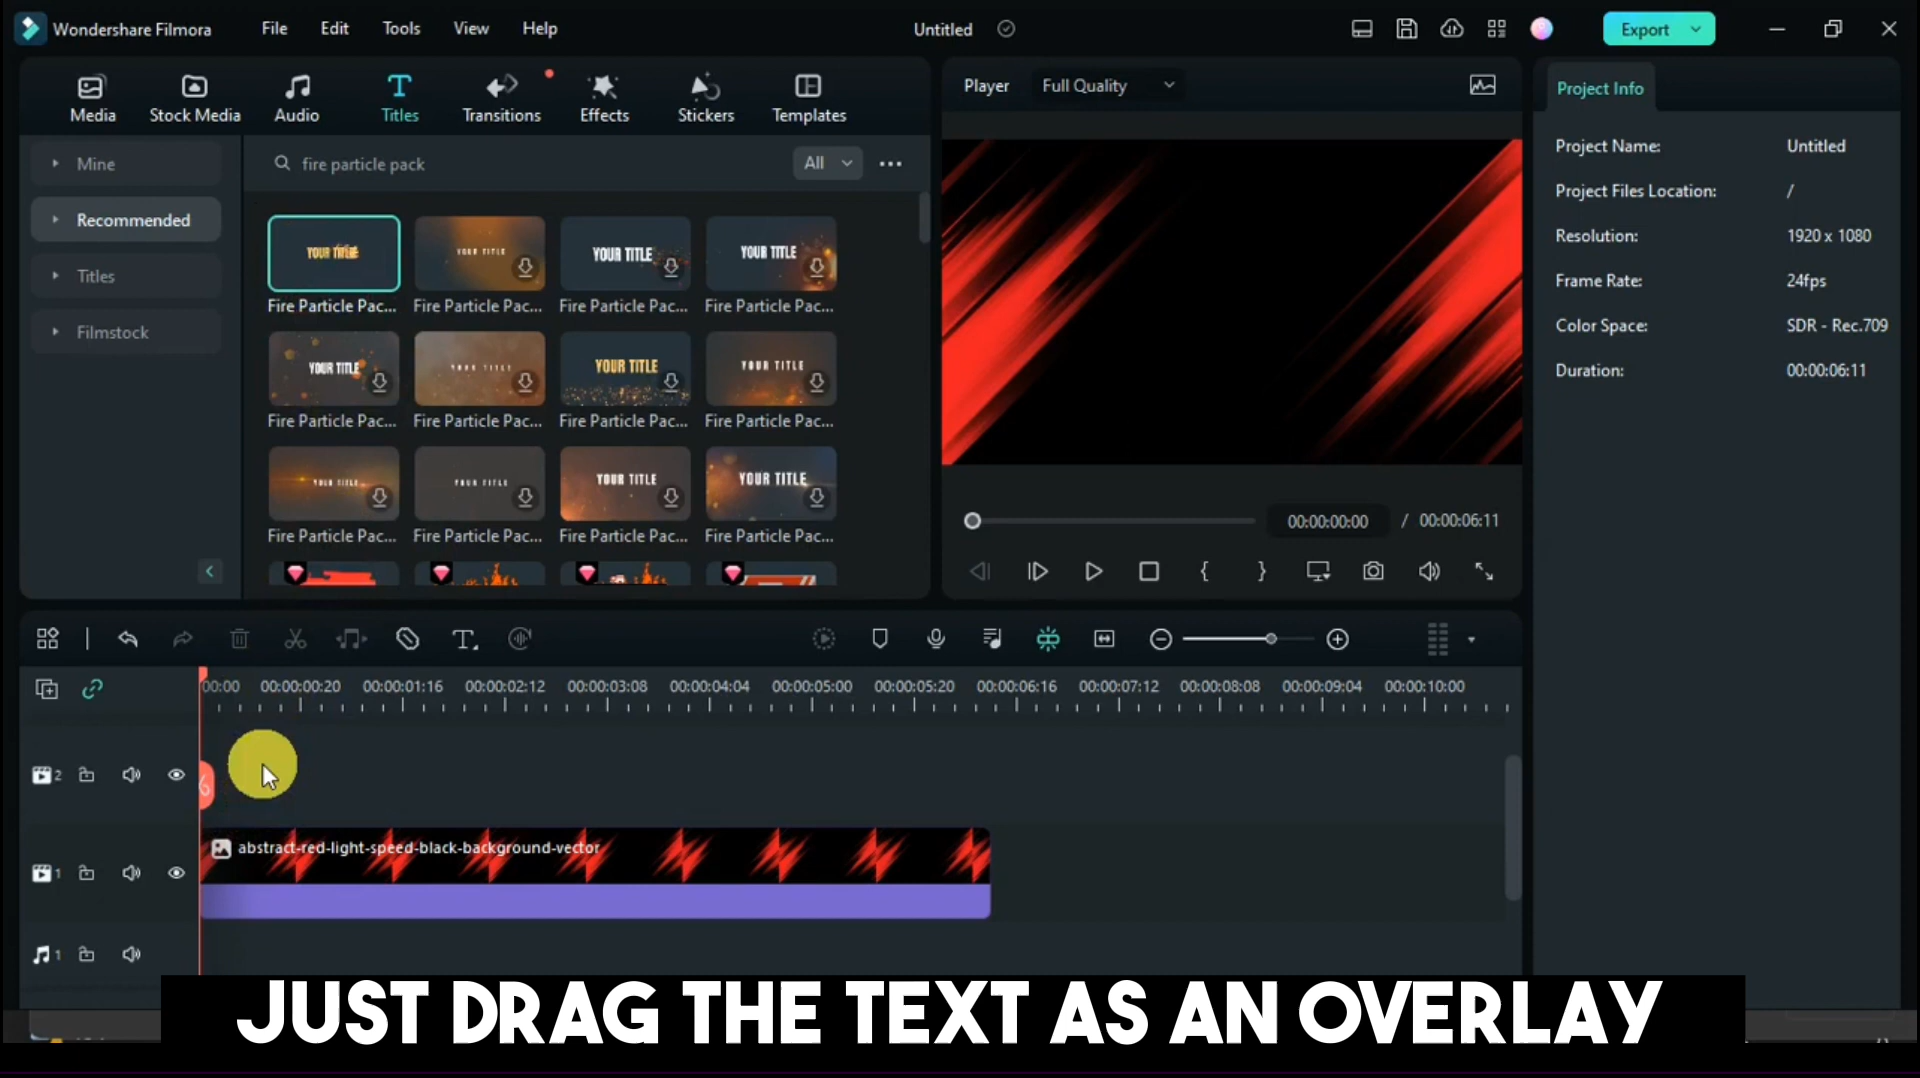 Wondershare Filmora File Edit Tools View Help Untitled Export
Media Stock Media Audio Titles Transitions Effects Stickers Templates
Player Full Quality
Project Info
Mine
Recommended
Titles
Filmstock
fire particle pack All
YOUR TITLE YOUR TITLE YOUR TITLE YOUR TITLE
Fire Particle Pac... Fire Particle Pac... Fire Particle Pac... Fire Particle Pac...
YOUR TITLE YOUR TITLE YOUR TITLE YOUR TITLE
Fire Particle Pac... Fire Particle Pac... Fire Particle Pac... Fire Particle Pac...
YOUR TITLE YOUR TITLE YOUR TITLE YOUR TITLE
Fire Particle Pac... Fire Particle Pac... Fire Particle Pac... Fire Particle Pac...
00:00:00:00 / 00:00:06:11
Project Name: Untitled
Project Files Location: /
Resolution: 1920 x 1080
Frame Rate: 24fps
Color Space: SDR - Rec.709
Duration: 00:00:06:11
00:00 00:00:00:20 00:00:01:16 00:00:02:12 00:00:03:08 00:00:04:04 00:00:05:00 00:00:05:20 00:00:06:16 00:00:07:12 00:00:08:08 00:00:09:04 00:00:10:00
2
abstract-red-light-speed-black-background-vector
1
1
JUST DRAG THE TEXT AS AN OVERLAY